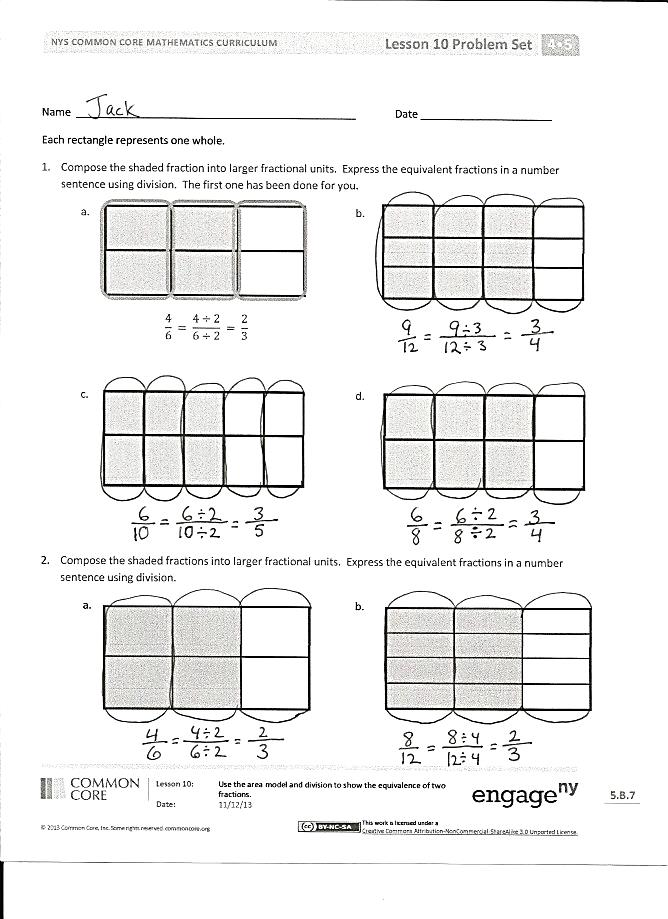 NYS COMMON CORE MATHEMATICS CURRICULUM Lesson 10 Problem Set 4•5
Name Jack Date
Each rectangle represents one whole.
1. Compose the shaded fraction into larger fractional units. Express the equivalent fractions in a number
sentence using division. The first one has been done for you.
a. b.
4/6 = 4 ÷ 2/6 ÷ 2 = 2/3
9/12 = 9÷3/12÷3 = 3/4
c. d.
6/10 = 6÷2/10÷2 = 3/5
6/8 = 6÷2/8÷2 = 3/4
2. Compose the shaded fractions into larger fractional units. Express the equivalent fractions in a number
sentence using division.
a. b.
4/6 = 4÷2/6÷2 = 2/3
8/12 = 8÷4/12÷4 = 2/3
COMMON
CORE
Lesson 10: Use the area model and division to show the equivalence of two
fractions.
Date: 11/12/13
engage ny
5.B.7
© 2013 Common Core, Inc. Some rights reserved. commoncore.org
(cc) BY-NC-SA
This work is licensed under a
Creative Commons Attribution-NonCommercial-ShareAlike 3.0 Unported License.